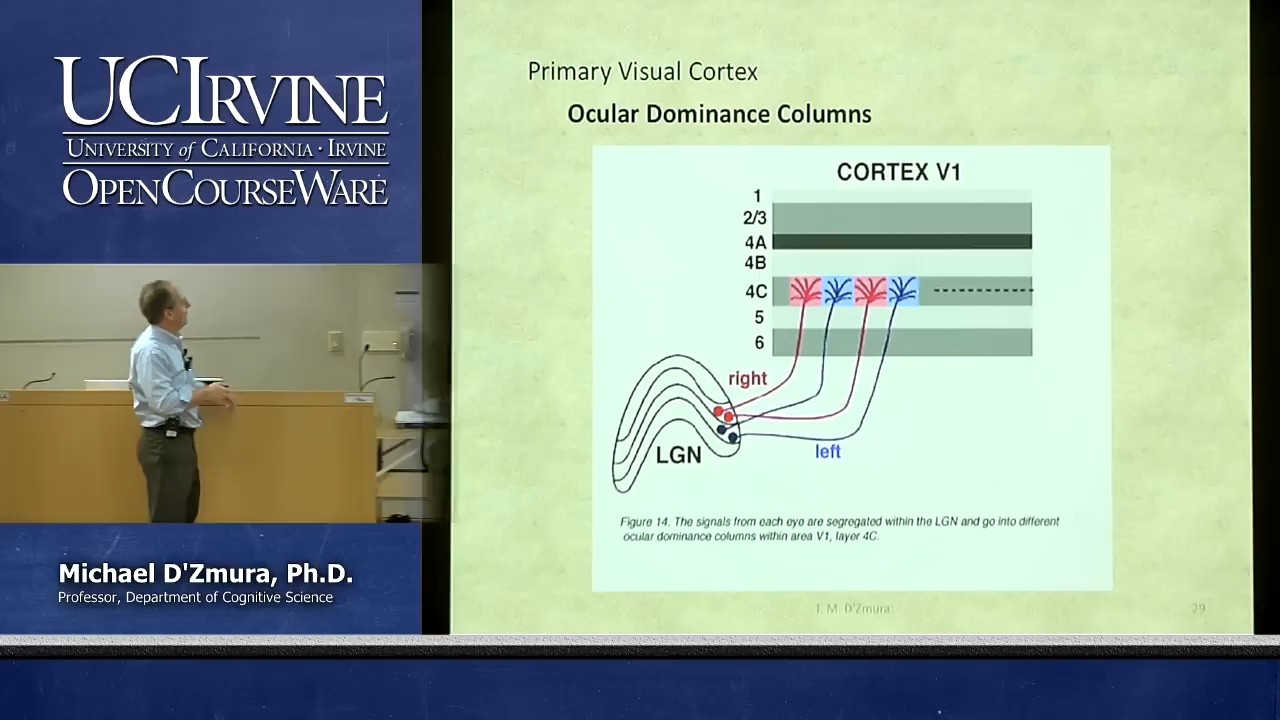 UCIRVINE
UNIVERSITY of CALIFORNIA · IRVINE
OPENCOURSEWARE
Michael D'Zmura, Ph.D.
Professor, Department of Cognitive Science
Primary Visual Cortex
Ocular Dominance Columns
CORTEX V1
1
2/3
4A
4B
4C
5
6
right
LGN
left
Figure 14. The signals from each eye are segregated within the LGN and go into different
ocular dominance columns within area V1, layer 4C.
T. M. D'Zmura
29